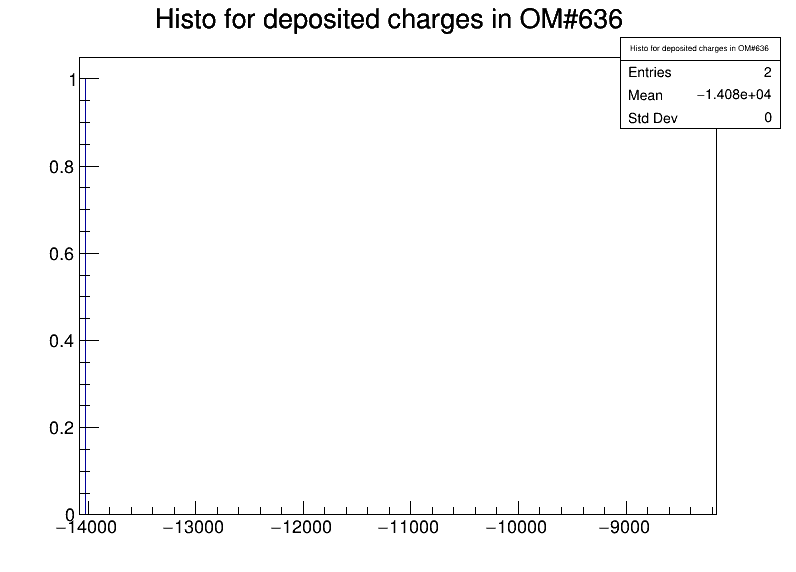 Histo for deposited charges in OM#636
Histo for deposited charges in OM#636
Entries 2
Mean −1.408e+04
Std Dev 0
1
0.8
0.6
0.4
0.2
0
−14000 −13000 −12000 −11000 −10000 −9000